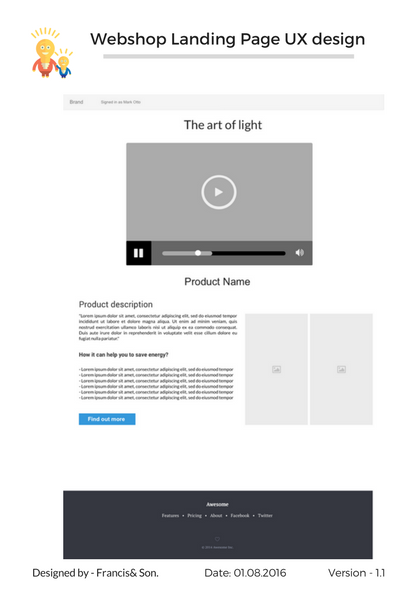 Webshop Landing Page UX design
Brand
Signed in as Mark Otto
The art of light
Product Name
Product description
"Lorem ipsum dolor sit amet, consectetur adipiscing elit, sed do eiusmod tempor
incididunt ut labore et dolore magna aliqua. Ut enim ad minim veniam, quis
nostrud exercitation ullamco laboris nisi ut aliquip ex ea commodo consequat.
Duis aute irure dolor in reprehenderit in voluptate velit esse cillum dolore eu
fugiat nulla pariatur."
How it can help you to save energy?
- Lorem ipsum dolor sit amet, consectetur adipiscing elit, sed do eiusmod tempor
- Lorem ipsum dolor sit amet, consectetur adipiscing elit, sed do eiusmod tempor
- Lorem ipsum dolor sit amet, consectetur adipiscing elit, sed do eiusmod tempor
- Lorem ipsum dolor sit amet, consectetur adipiscing elit, sed do eiusmod tempor
- Lorem ipsum dolor sit amet, consectetur adipiscing elit, sed do eiusmod tempor
- Lorem ipsum dolor sit amet, consectetur adipiscing elit, sed do eiusmod tempor
Find out more
Awesome
Features • Pricing • About • Facebook • Twitter
Designed by - Francis& Son.
Date: 01.08.2016
Version - 1.1